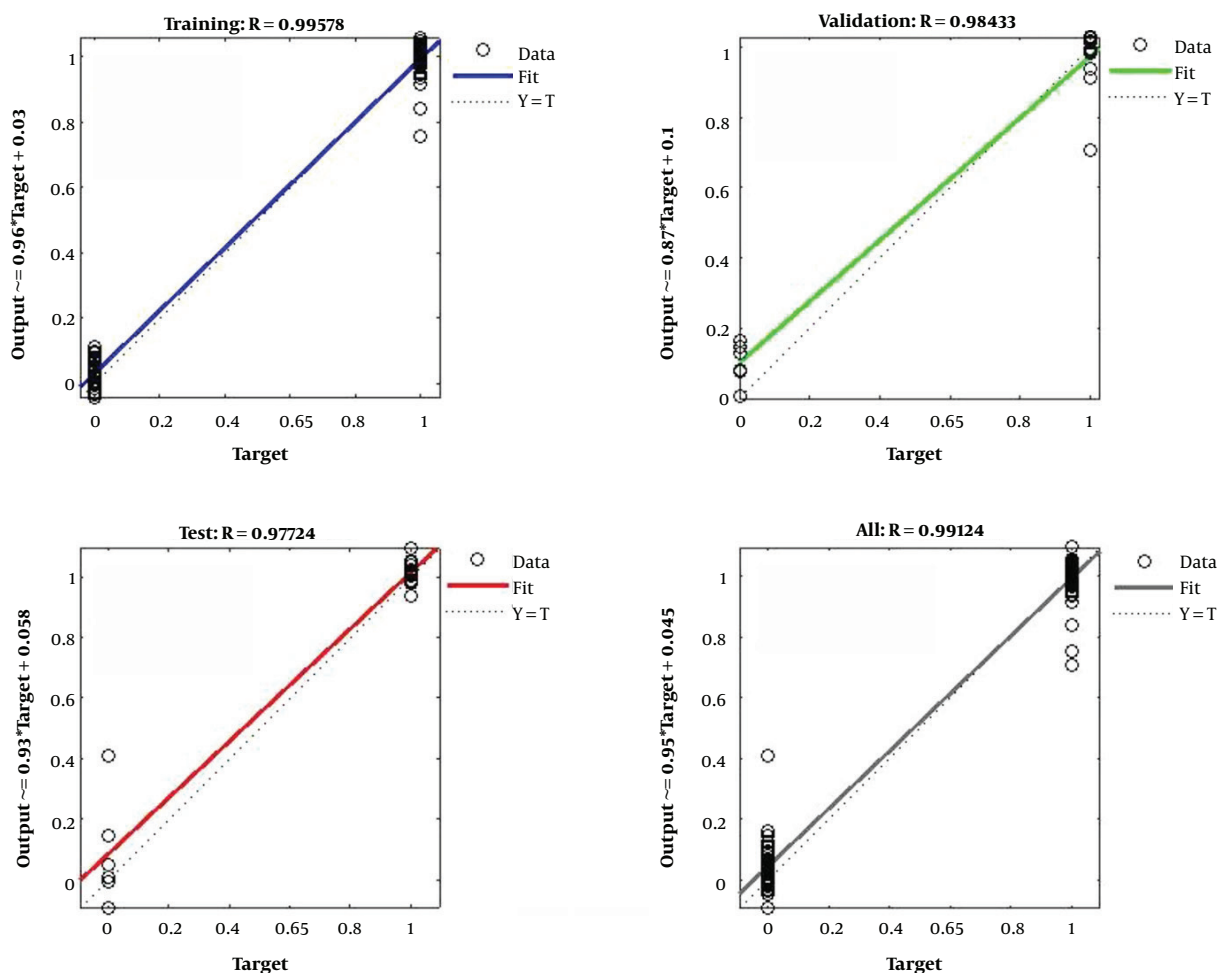 Training: R = 0.99578
Output ~= 0.96*Target + 0.03
1
0.8
0.6
0.4
0.2
0
0 0.2 0.4 0.65 0.8 1
Target
Data
Fit
Y = T
Validation: R = 0.98433
Output ~= 0.87*Target + 0.1
1
0.8
0.6
0.4
0.2
0
0 0.2 0.4 0.65 0.8 1
Target
Data
Fit
Y = T
Test: R = 0.97724
Output ~= 0.93*Target + 0.058
1
0.8
0.6
0.4
0.2
0
0 0.2 0.4 0.65 0.8 1
Target
Data
Fit
Y = T
All: R = 0.99124
Output ~= 0.95*Target + 0.045
1
0.8
0.6
0.4
0.2
0
0 0.2 0.4 0.65 0.8 1
Target
Data
Fit
Y = T